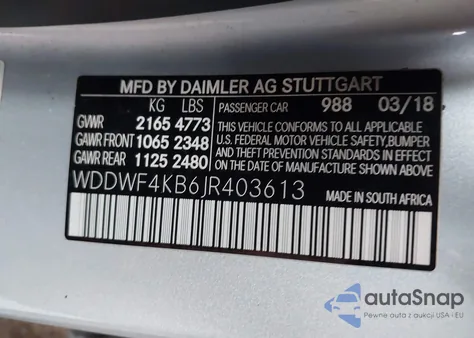 MFD BY DAIMLER AG STUTTGART
KG LBS PASSENGER CAR 988 03/18
GVWR 2165 4773
GAWR FRONT 1065 2348
GAWR REAR 1125 2480
THIS VEHICLE CONFORMS TO ALL APPLICABLE
U.S. FEDERAL MOTOR VEHICLE SAFETY, BUMPER,
AND THEFT PREVENTION STANDARDS IN EFFECT
ON THE DATE OF MANUFACTURE SHOWN ABOVE.
WDDWF4KB6JR403613 MADE IN SOUTH AFRICA
autoSnap
Pewne auta z aukcji USA - EU